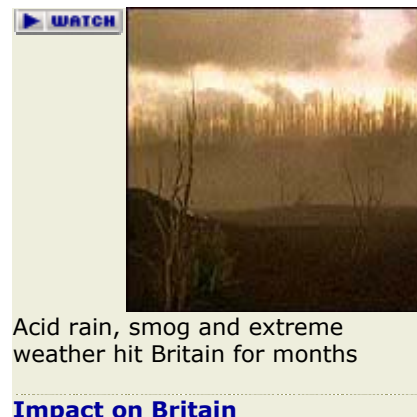 WATCH
Acid rain, smog and extreme
weather hit Britain for months
Impact on Britain